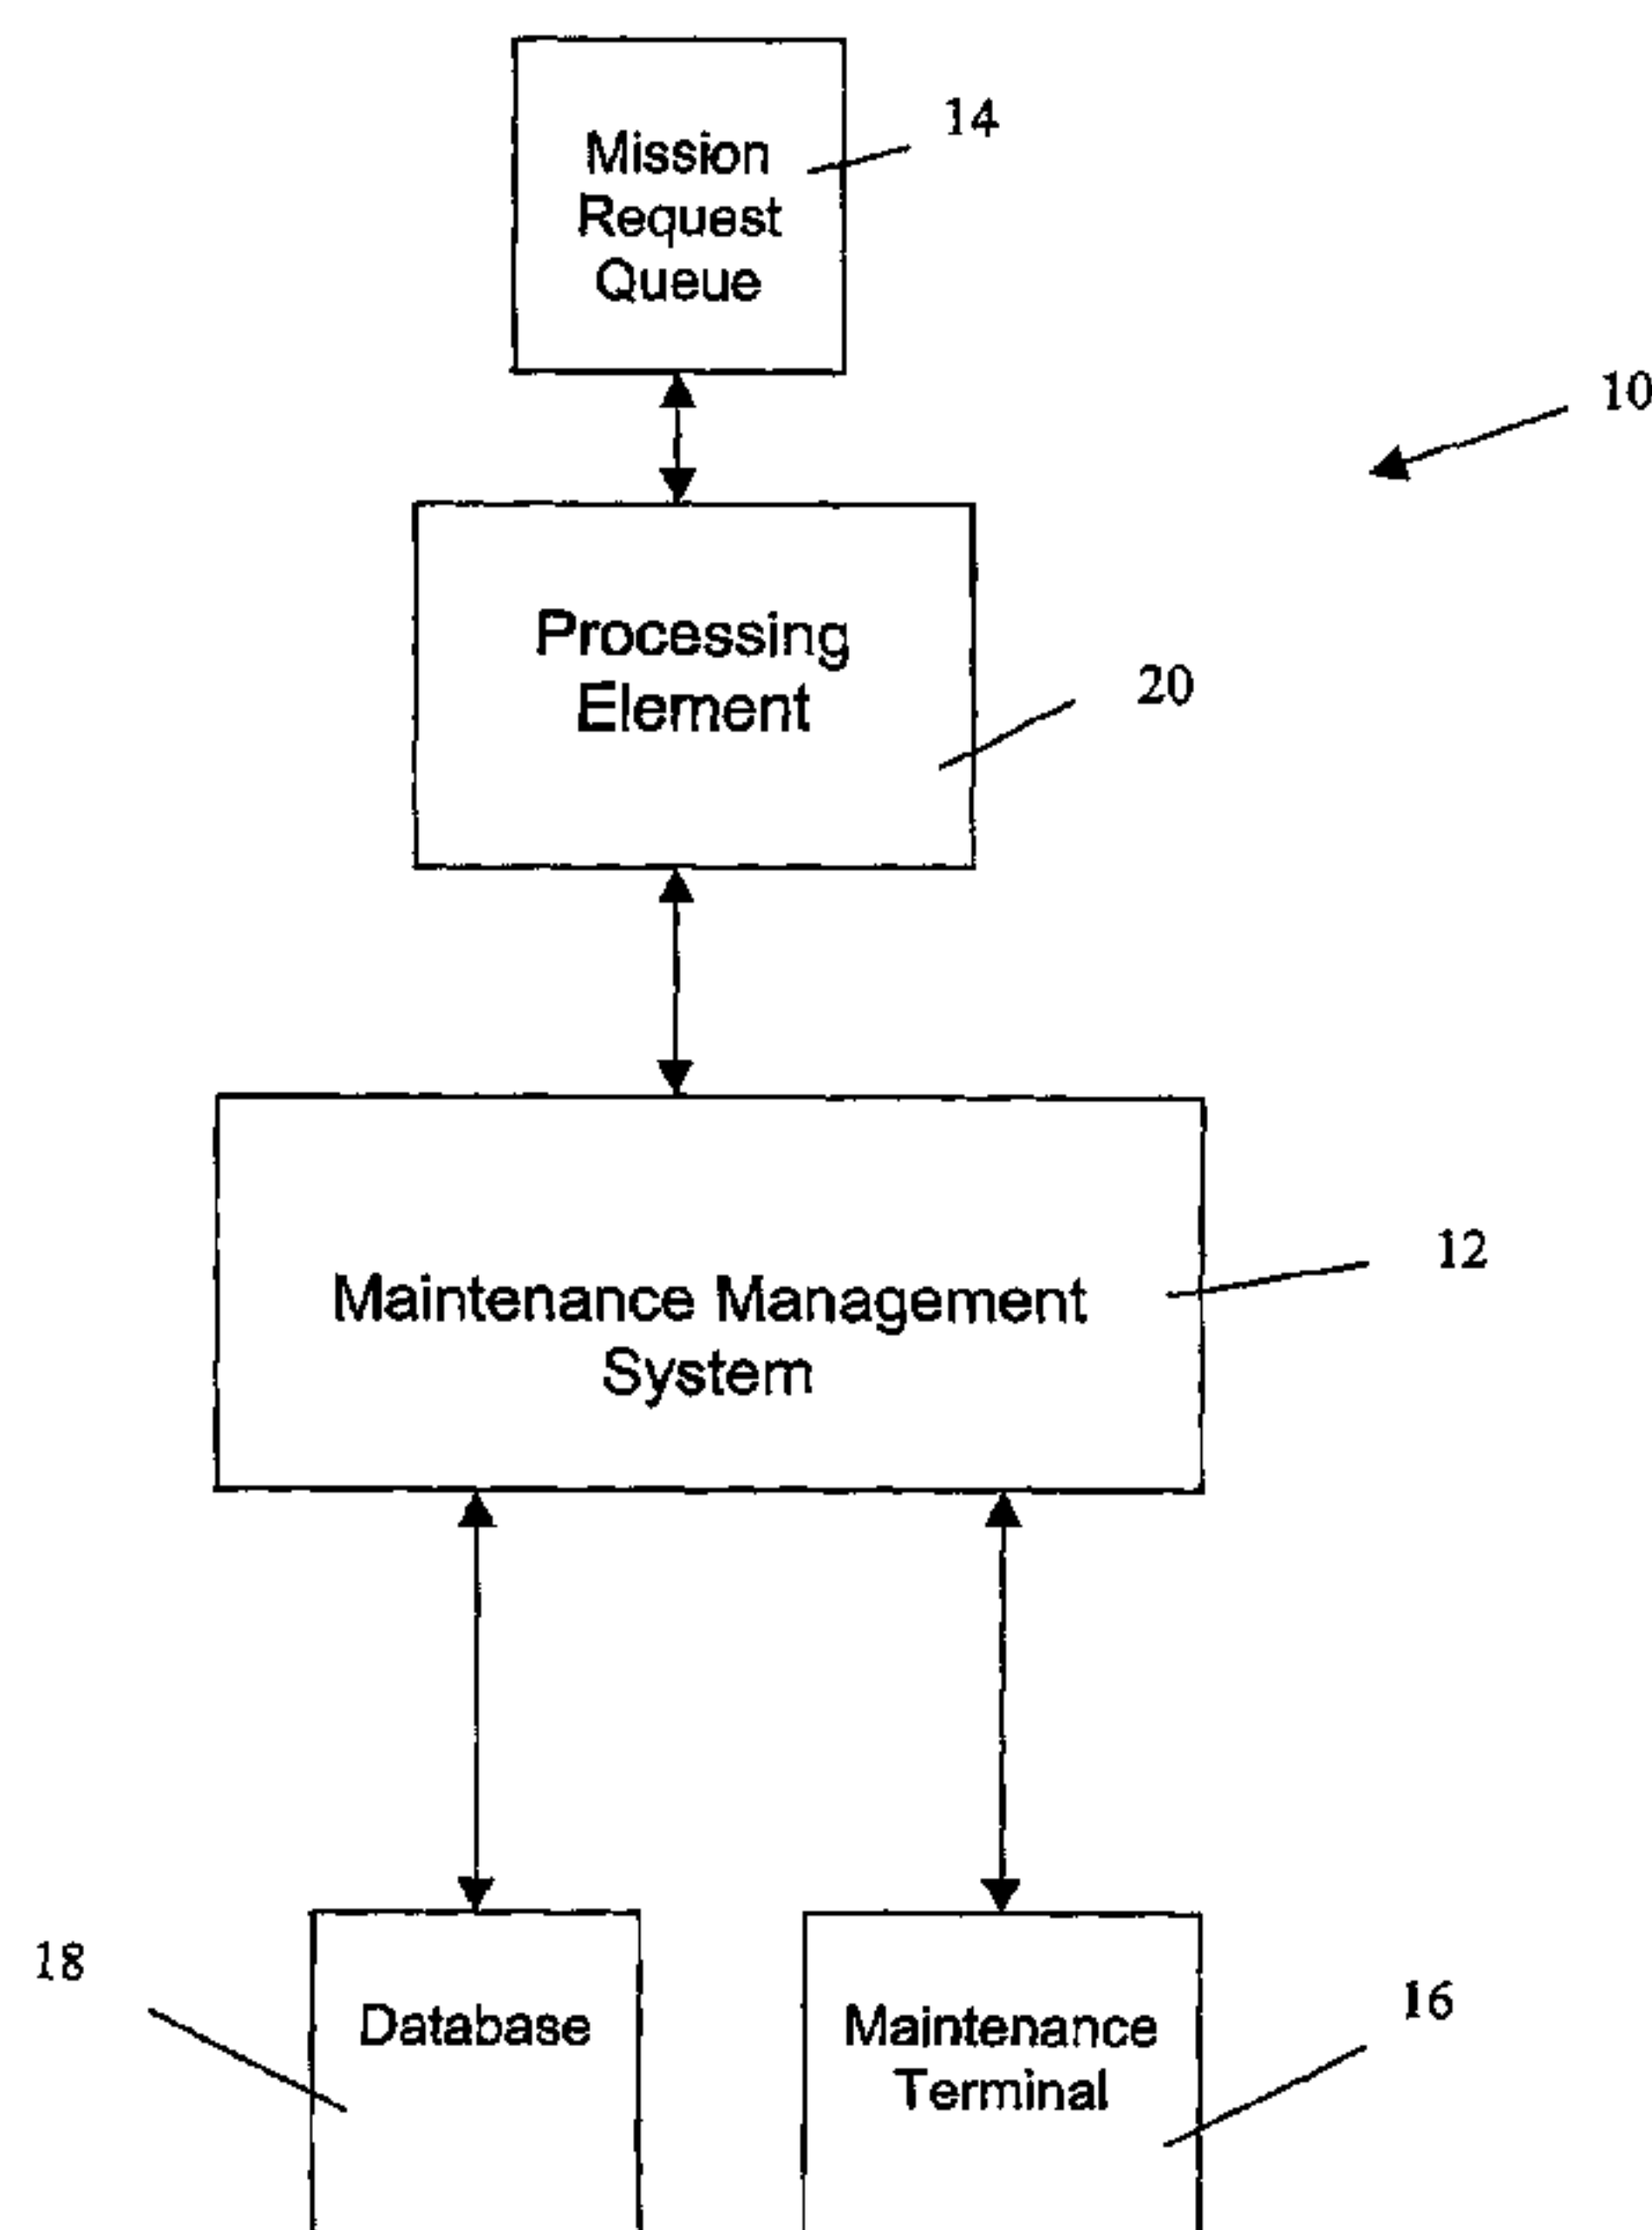 Mission
Request
Queue
14
10
Processing
Element
20
Maintenance Management
System
12
18
Database
Maintenance
Terminal
16